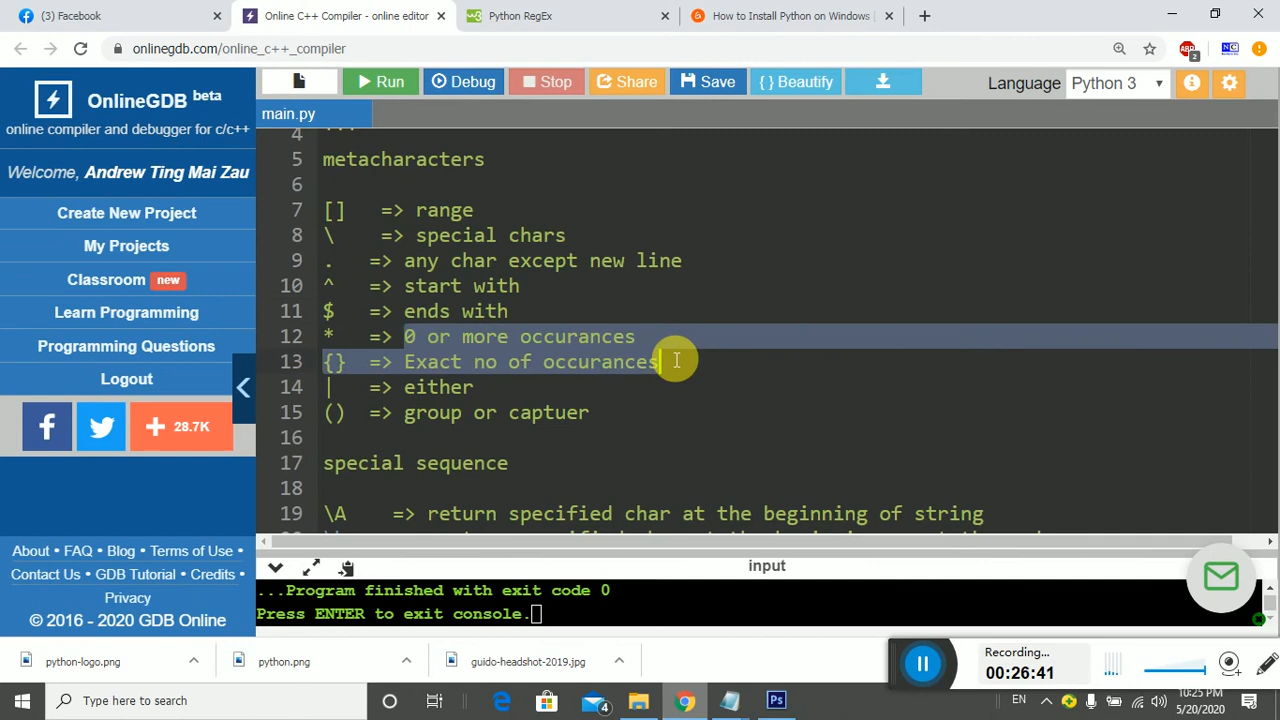 Facebook
Online C++ Compiler - online editor
Python RegEx
How to Install Python on Windows
onlinegdb.com/online_c++_compiler
ABP
2
NC
OnlineGDB beta
online compiler and debugger for c/c++
Welcome, Andrew Ting Mai Zau
Create New Project
My Projects
Classroom new
Learn Programming
Programming Questions
Logout
28.7K
About • FAQ • Blog • Terms of Use •
Contact Us • GDB Tutorial • Credits •
Privacy
© 2016 - 2020 GDB Online
Run
Debug
Stop
Share
Save
{ } Beautify
Language Python 3
main.py
4 '''
5 metacharacters
6
7 [] => range
8 \ => special chars
9 . => any char except new line
10 ^ => start with
11 $ => ends with
12 * => 0 or more occurances
13 {} => Exact no of occurances
14 | => either
15 () => group or captuer
16
17 special sequence
18
19 \A => return specified char at the beginning of string
input
...Program finished with exit code 0
Press ENTER to exit console.
python-logo.png
python.png
guido-headshot-2019.jpg
Recording...
00:26:41
Type here to search
4
Ps
EN
10:25 PM
5/20/2020